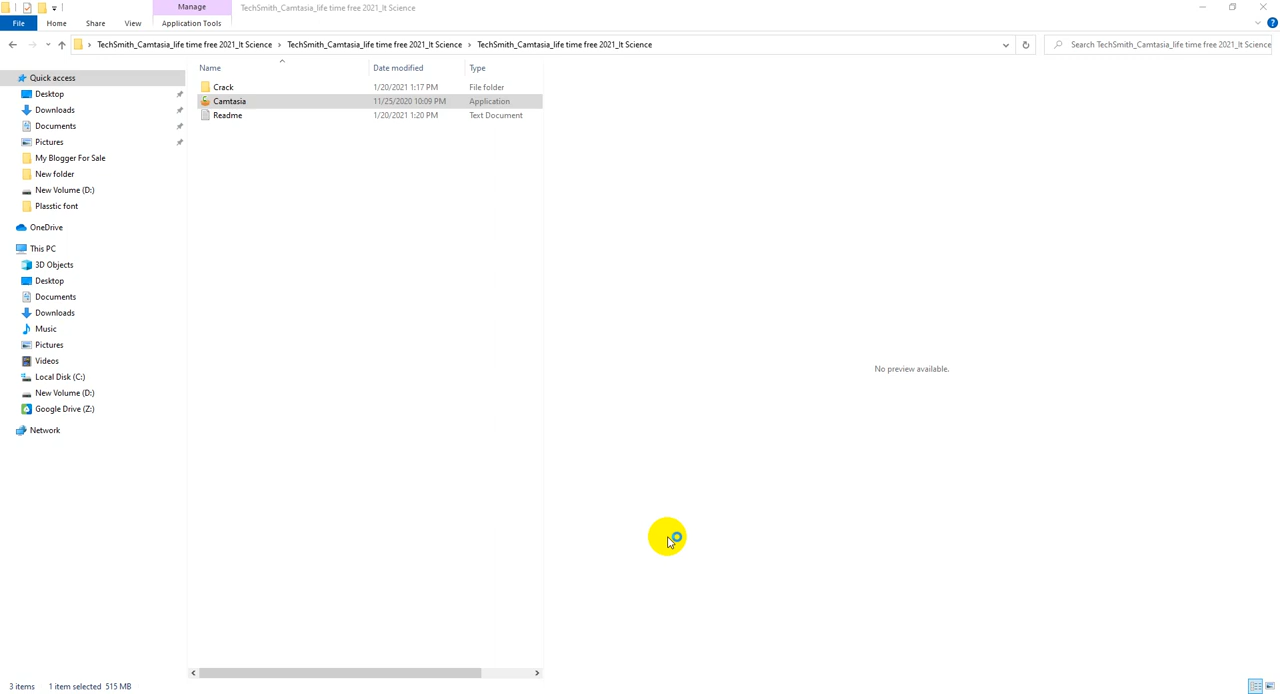 Manage
TechSmith_Camtasia_life time free 2021_It Science
File
Home
Share
View
Application Tools
TechSmith_Camtasia_life time free 2021_It Science
TechSmith_Camtasia_life time free 2021_It Science
TechSmith_Camtasia_life time free 2021_It Science
Search TechSmith_Camtasia_life time free 2021_It Science
Quick access
Desktop
Downloads
Documents
Pictures
My Blogger For Sale
New folder
New Volume (D:)
Plasstic font
OneDrive
This PC
3D Objects
Desktop
Documents
Downloads
Music
Pictures
Videos
Local Disk (C:)
New Volume (D:)
Google Drive (Z:)
Network
Name Date modified Type
Crack 1/20/2021 1:17 PM File folder
Camtasia 11/25/2020 10:09 PM Application
Readme 1/20/2021 1:20 PM Text Document
No preview available.
3 items 1 item selected 515 MB